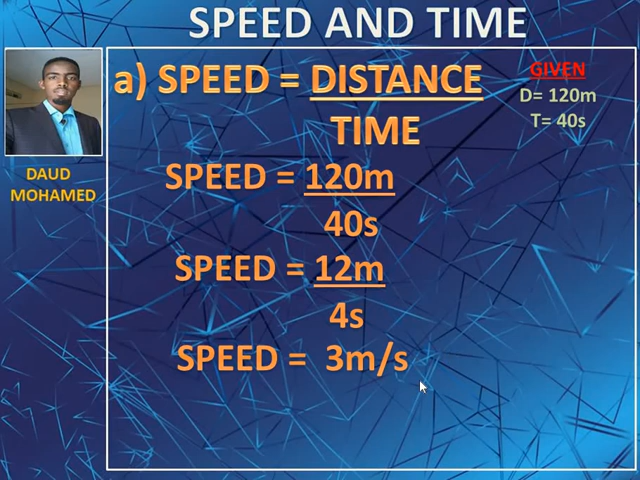 SPEED AND TIME
a) SPEED = DISTANCE
TIME
GIVEN
D= 120m
T= 40s
DAUD
MOHAMED
SPEED = 120m
40s
SPEED = 12m
4s
SPEED = 3m/s